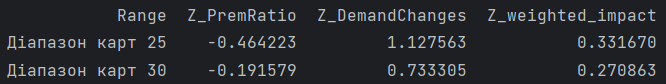 Range Z_PremRatio Z_DemandChanges Z_weighted_impact
Діапазон карт 25 -0.464223 1.127563 0.331670
Діапазон карт 30 -0.191579 0.733305 0.270863